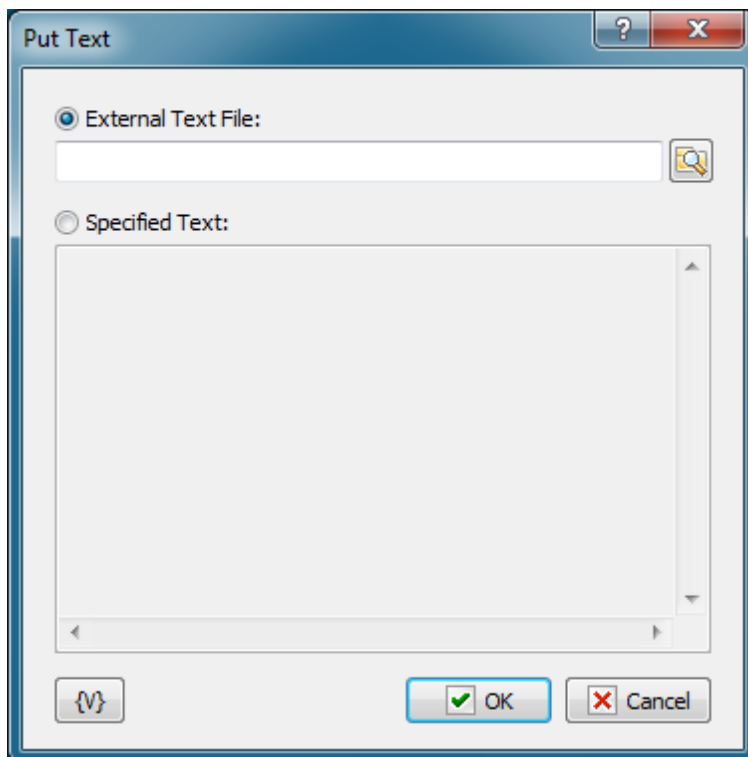 Put Text
External Text File:
Specified Text:
{V}
OK
Cancel